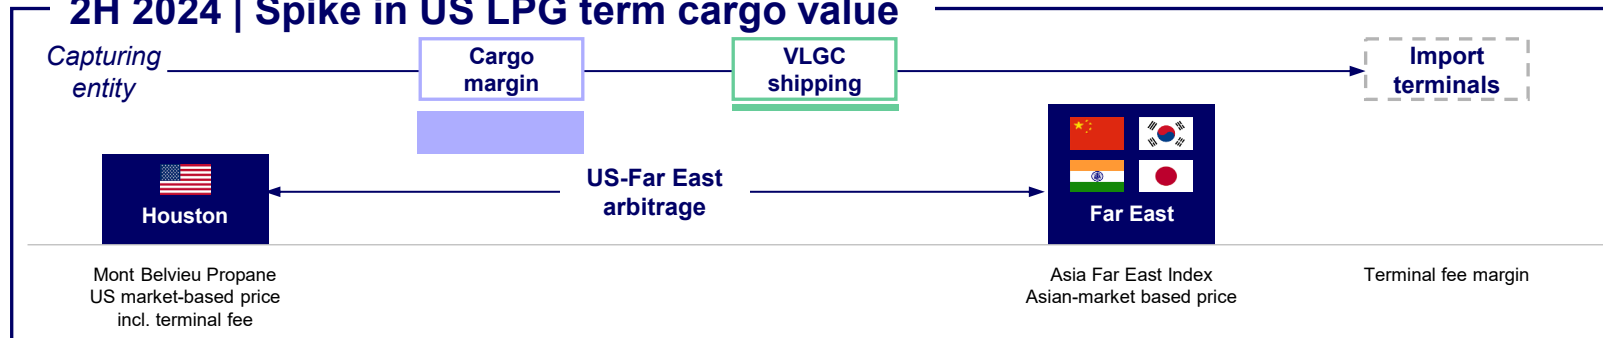 2H 2024 | Spike in US LPG term cargo value
Capturing
entity
Cargo
margin
VLGC
shipping
Import
terminals
Houston
US-Far East
arbitrage
Far East
Mont Belvieu Propane
US market-based price
incl. terminal fee
Asia Far East Index
Asian-market based price
Terminal fee margin